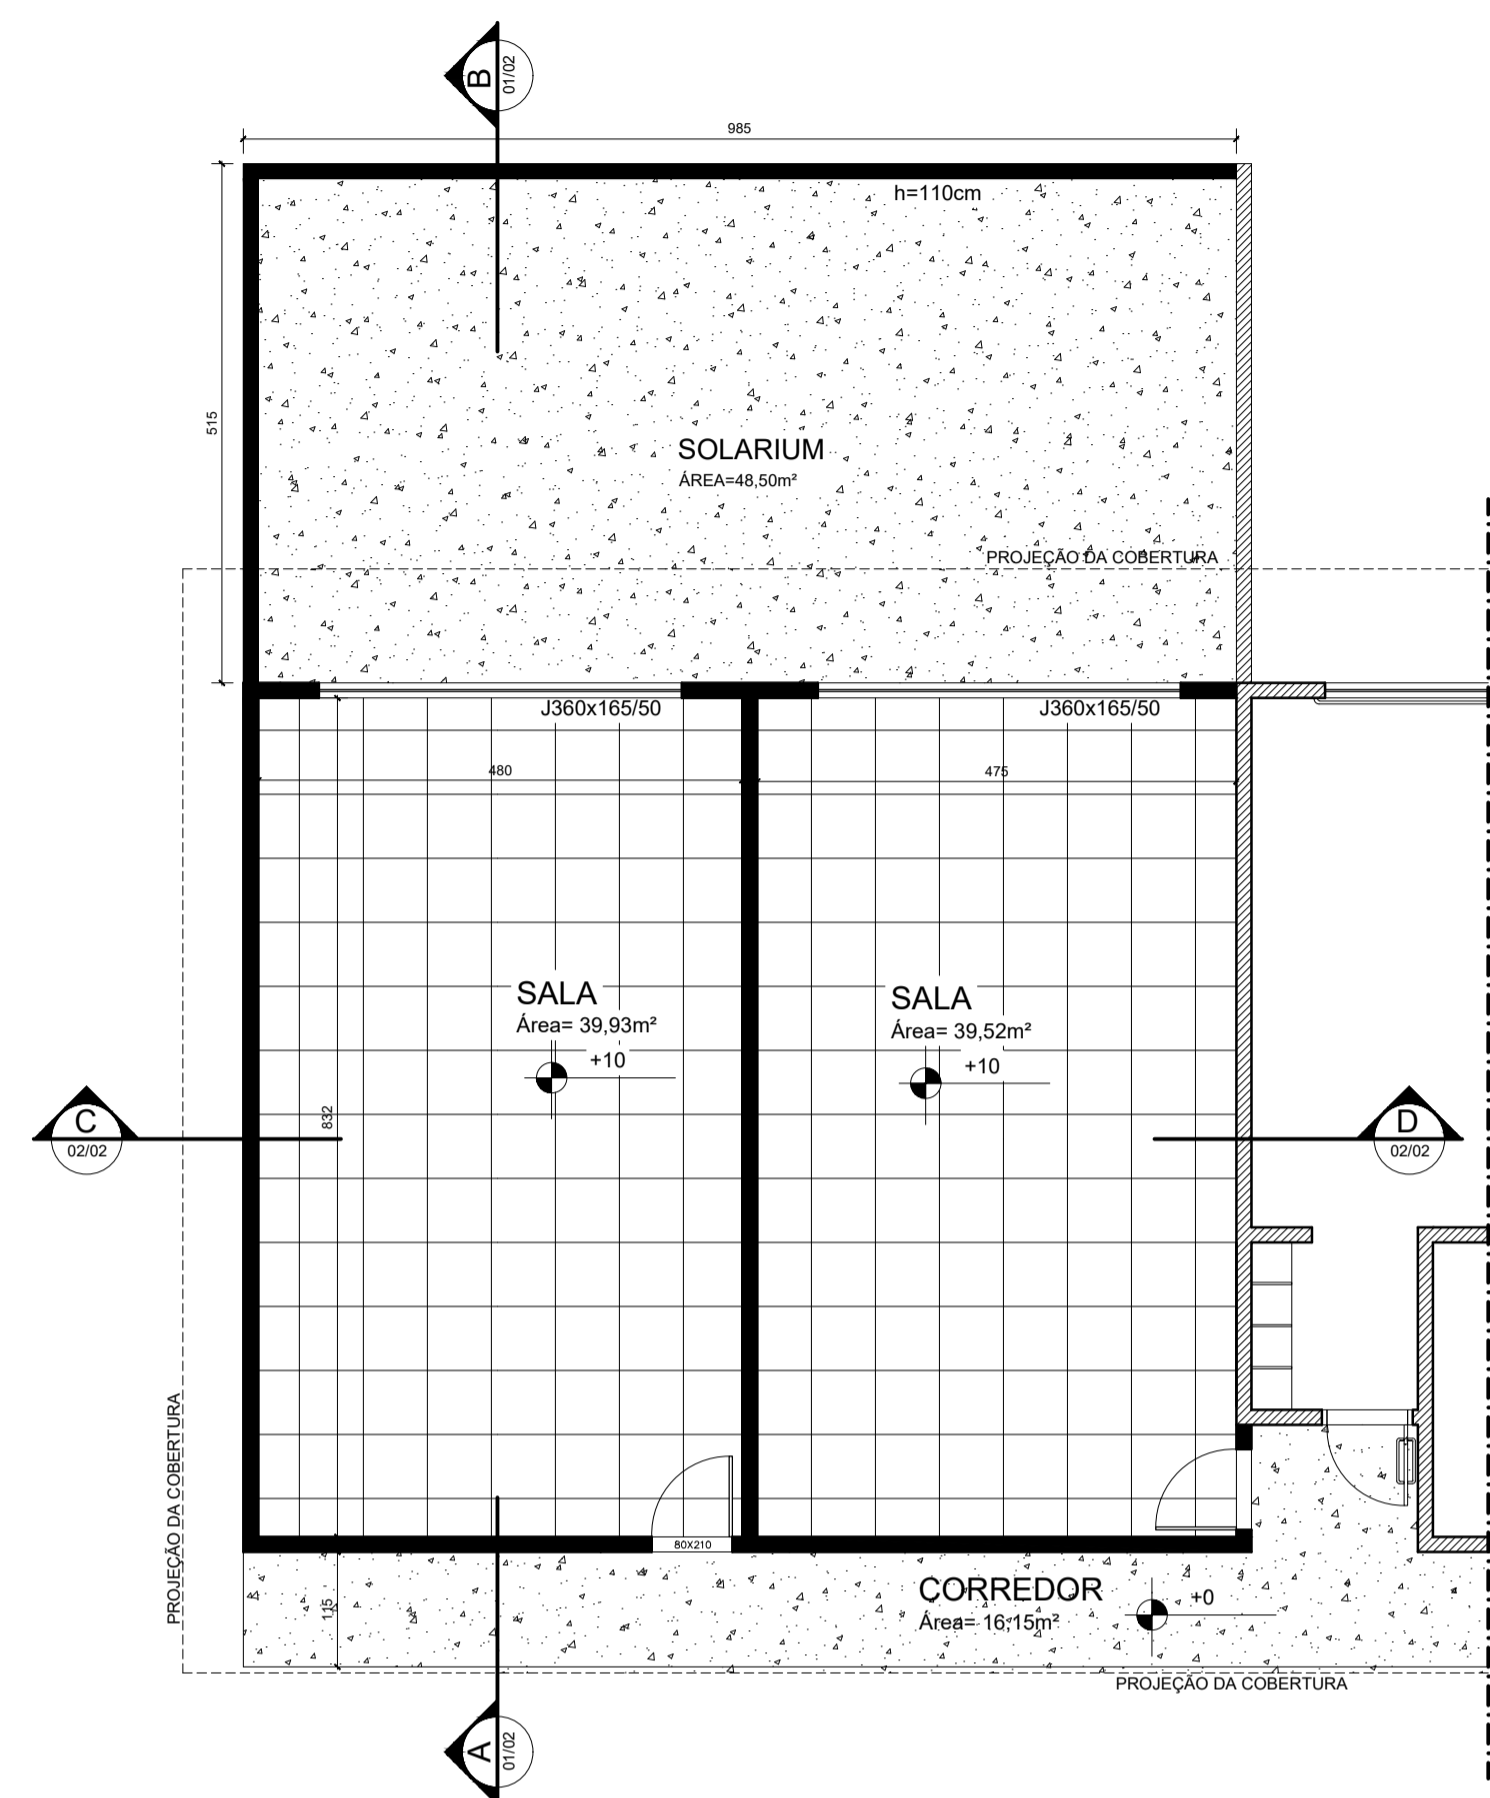 B
01/02
985
h=110cm
515
SOLARIUM
ÁREA=48,50m²
PROJEÇÃO DA COBERTURA
J360x165/50
J360x165/50
480
475
SALA
Área= 39,93m²
+10
SALA
Área= 39,52m²
+10
832
C
02/02
D
02/02
PROJEÇÃO DA COBERTURA
80X210
115
CORREDOR
Área= 16,15m²
+0
PROJEÇÃO DA COBERTURA
A
01/02